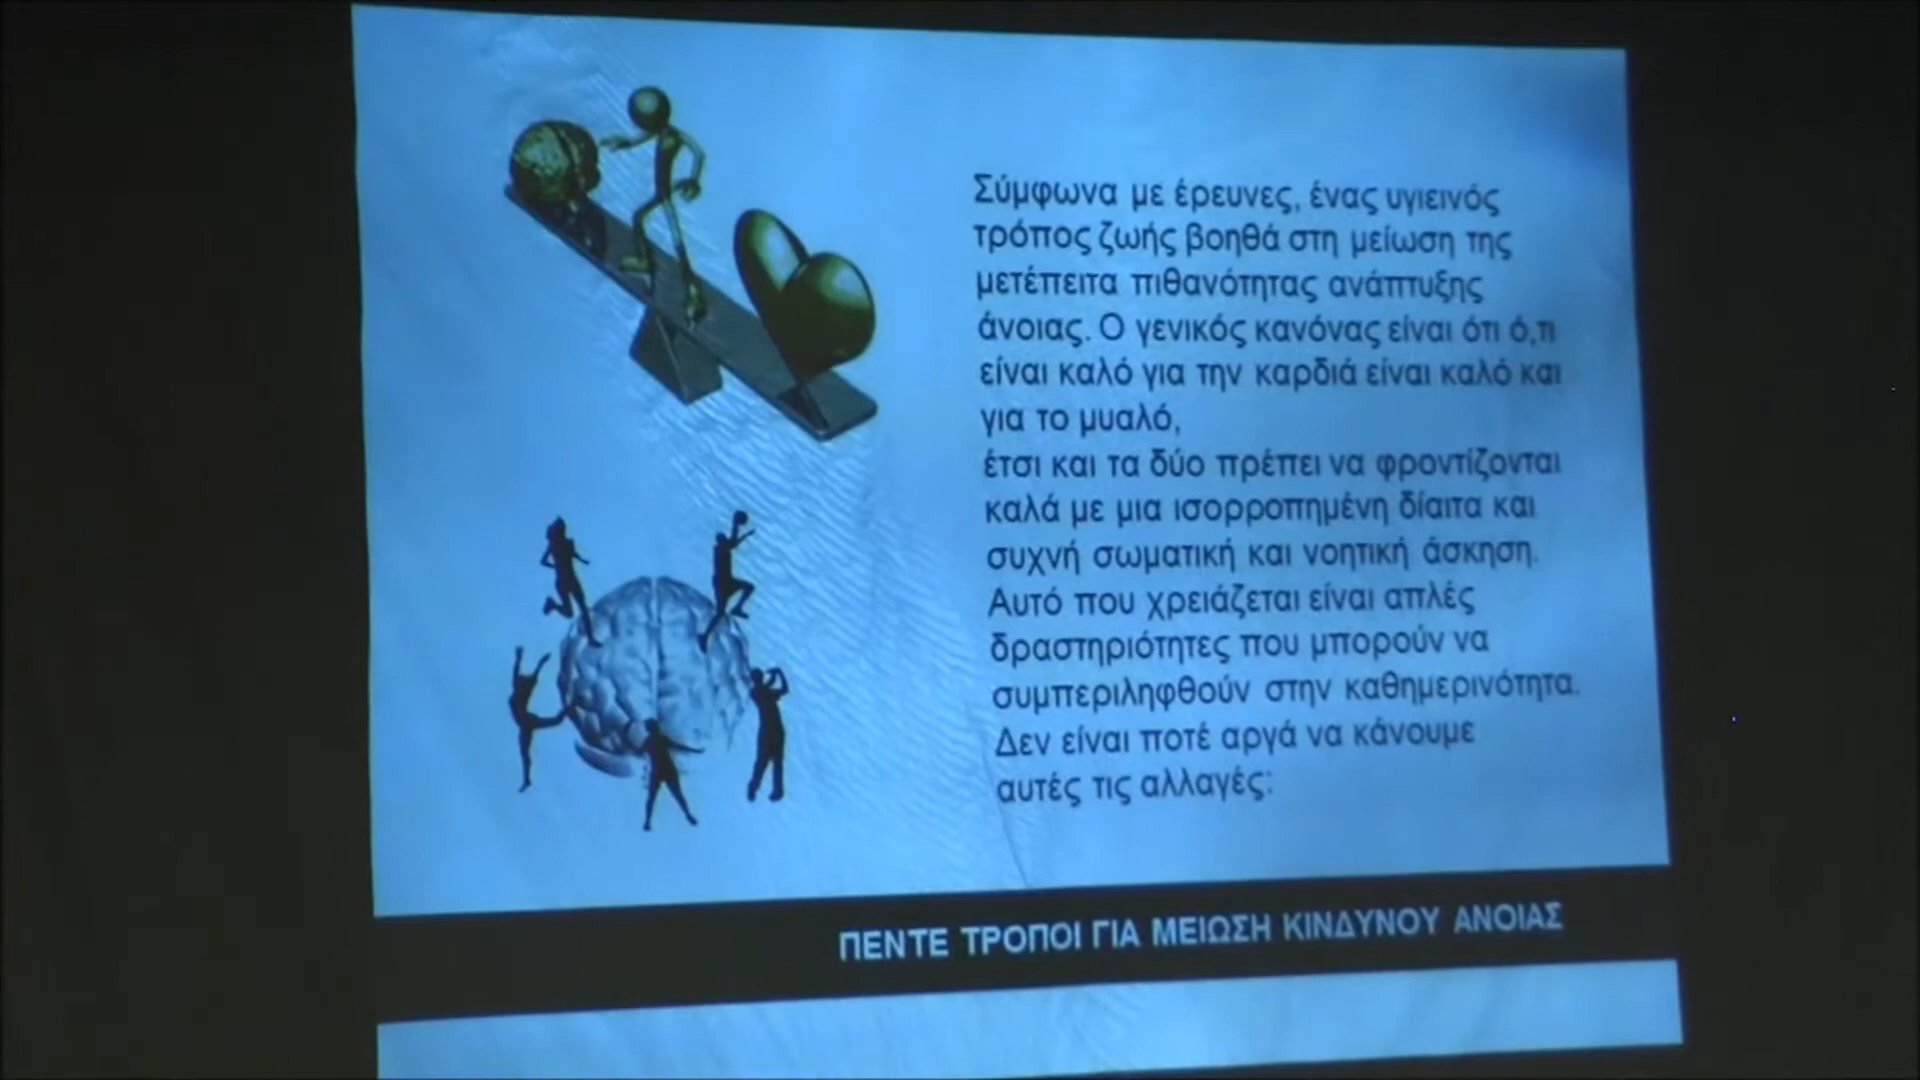 Σύμφωνα με έρευνες, ένας υγιεινός
τρόπος ζωής βοηθά στη μείωση της
μετέπειτα πιθανότητας ανάπτυξης
άνοιας. Ο γενικός κανόνας είναι ότι ό,τι
είναι καλό για την καρδιά είναι καλό και
για το μυαλό,
έτσι και τα δύο πρέπει να φροντίζονται
καλά με μια ισορροπημένη δίαιτα και
συχνή σωματική και νοητική άσκηση.
Αυτό που χρειάζεται είναι απλές
δραστηριότητες που μπορούν να
συμπεριληφθούν στην καθημερινότητα.
Δεν είναι ποτέ αργά να κάνουμε
αυτές τις αλλαγές:
ΠΕΝΤΕ ΤΡΟΠΟΙ ΓΙΑ ΜΕΙΩΣΗ ΚΙΝΔΥΝΟΥ ΑΝΟΙΑΣ